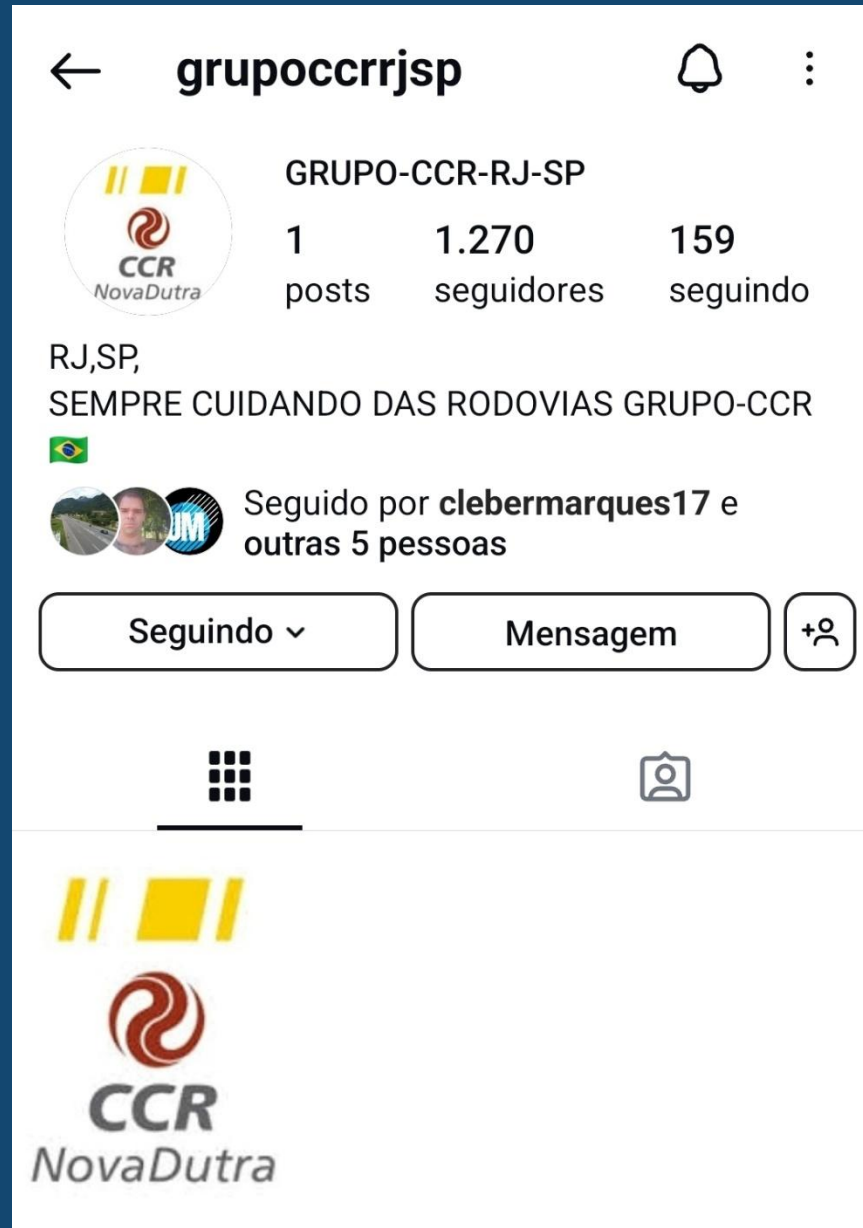 grupoccrrjsp
CCR
NovaDutra
GRUPO-CCR-RJ-SP
1 1.270 159
posts seguidores seguindo
RJ,SP,
SEMPRE CUIDANDO DAS RODOVIAS GRUPO-CCR
🇧🇷
UM
Seguido por clebermarques17 e
outras 5 pessoas
Seguindo
Mensagem
CCR
NovaDutra